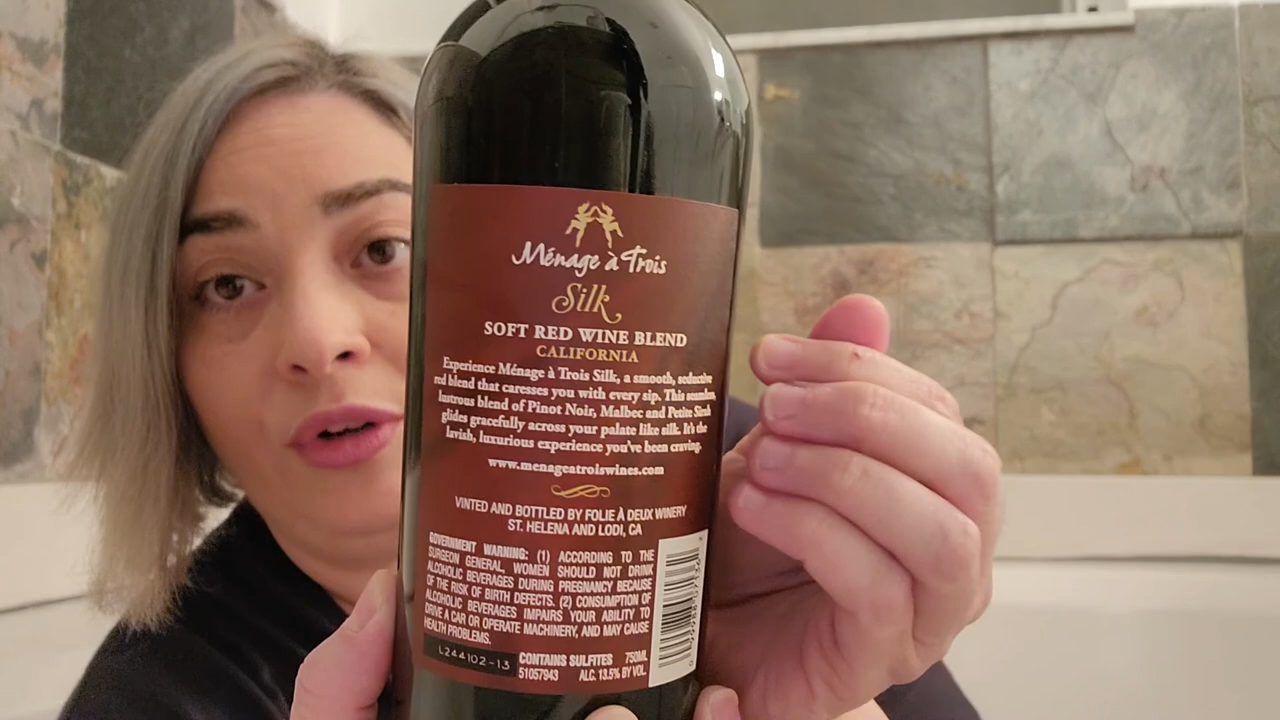 Ménage à Trois
Silk
SOFT RED WINE BLEND
CALIFORNIA
Experience Ménage à Trois Silk, a smooth, seductive
red blend that caresses you with every sip. This seamless,
lustrous blend of Pinot Noir, Malbec and Petite Sirah
glides gracefully across your palate like silk. It's the
lavish, luxurious experience you've been craving.
www.menageatroiswines.com
VINTED AND BOTTLED BY FOLIE À DEUX WINERY
ST. HELENA AND LODI, CA
GOVERNMENT WARNING: (1) ACCORDING TO THE
SURGEON GENERAL, WOMEN SHOULD NOT DRINK
ALCOHOLIC BEVERAGES DURING PREGNANCY BECAUSE
OF THE RISK OF BIRTH DEFECTS. (2) CONSUMPTION OF
ALCOHOLIC BEVERAGES IMPAIRS YOUR ABILITY TO
DRIVE A CAR OR OPERATE MACHINERY, AND MAY CAUSE
HEALTH PROBLEMS.
L244102-13
CONTAINS SULFITES 750ML
51057943 ALC. 13.5% BY VOL.